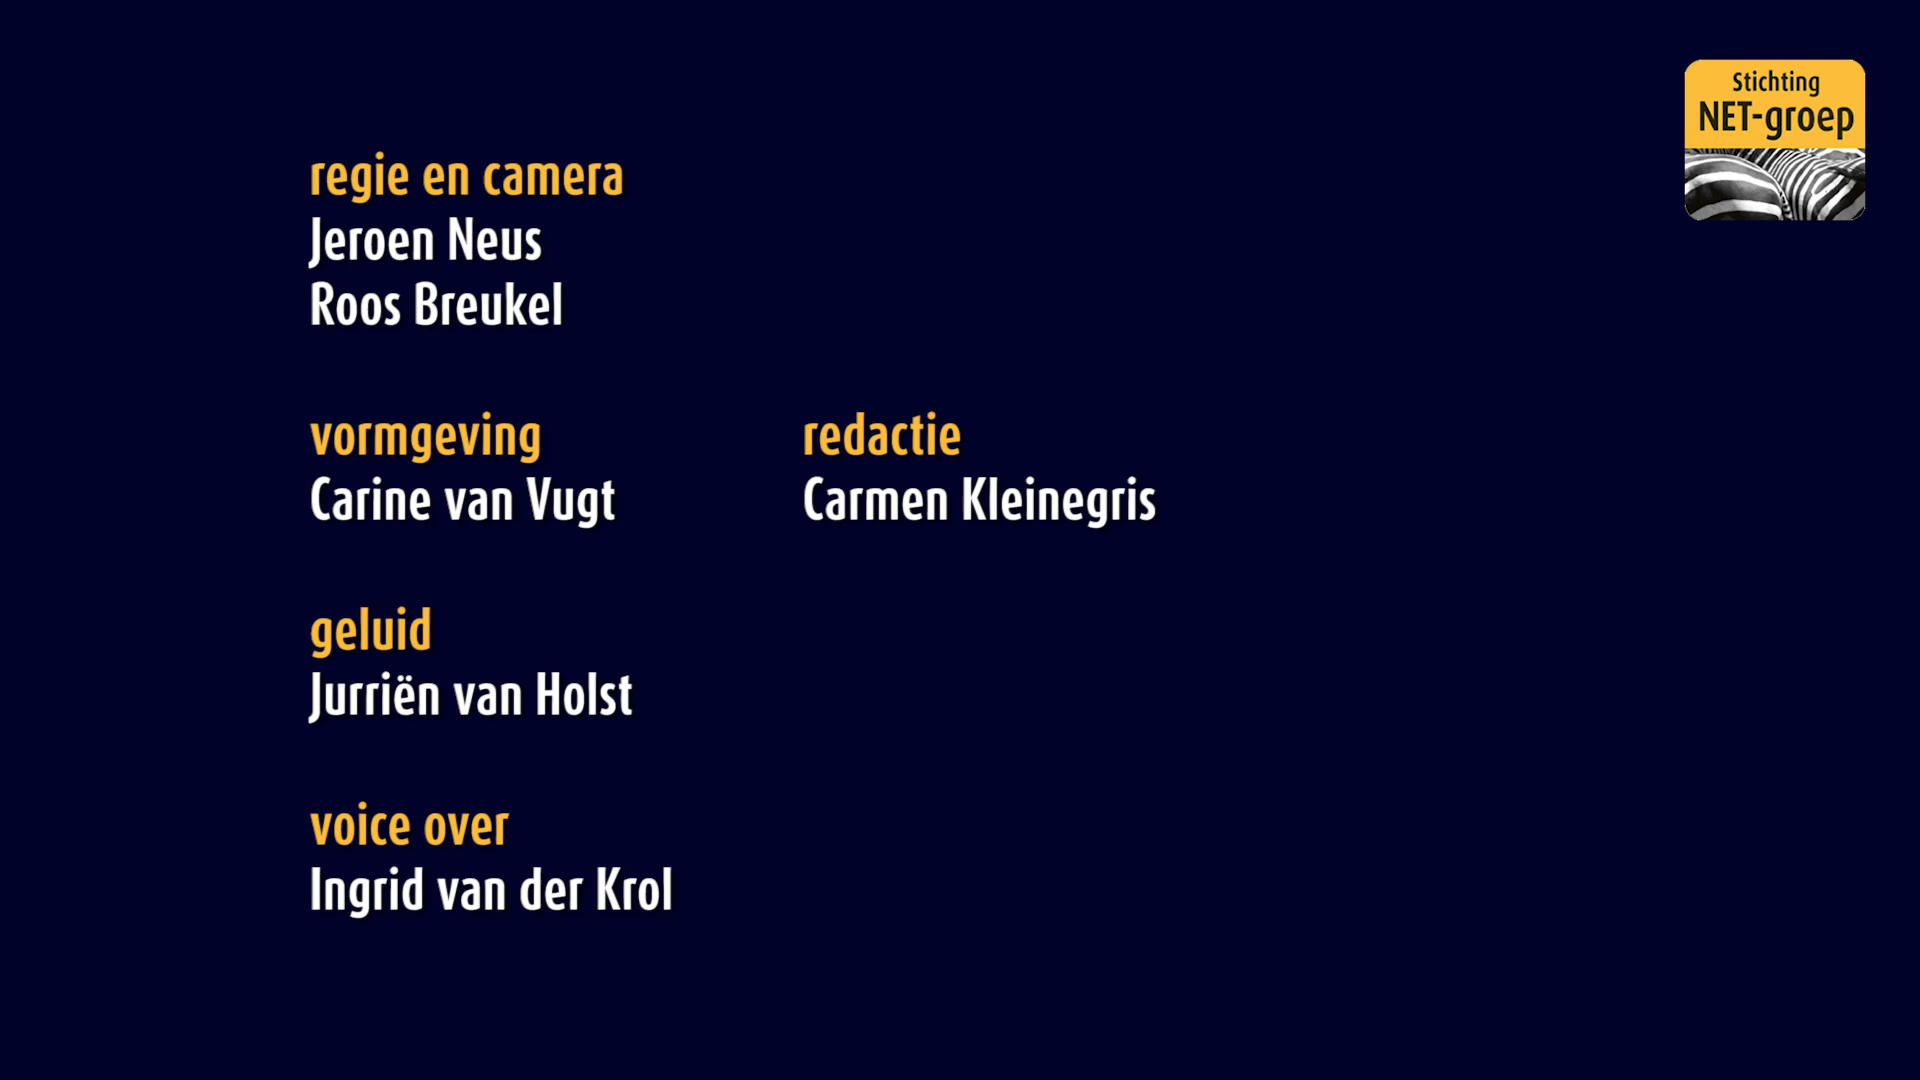 Stichting
NET-groep
regie en camera
Jeroen Neus
Roos Breukel
vormgeving
Carine van Vugt
redactie
Carmen Kleinegris
geluid
Jurriën van Holst
voice over
Ingrid van der Krol